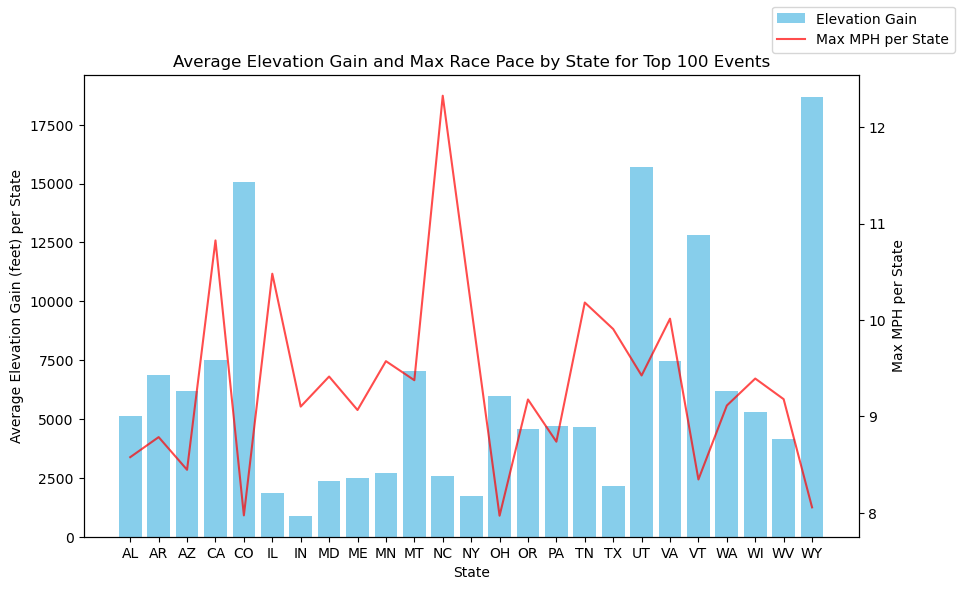 Elevation Gain
Max MPH per State
Average Elevation Gain and Max Race Pace by State for Top 100 Events
Average Elevation Gain (feet) per State
17500
15000
12500
10000
7500
5000
2500
0
12
11
10
9
8
Max MPH per State
AL AR AZ CA CO IL IN MD ME MN MT NC NY OH OR PA TN TX UT VA VT WA WI WV WY
State